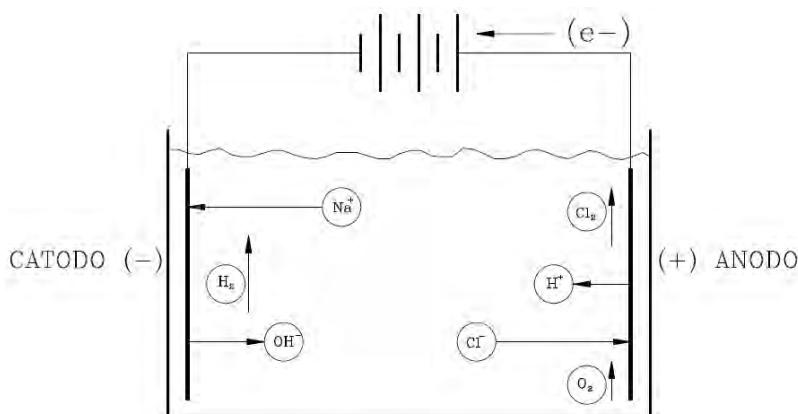 (e-)
Na+
Cl₂
CATODO (-)
(+) ANODO
H₂
H+
OH-
Cl-
O₂